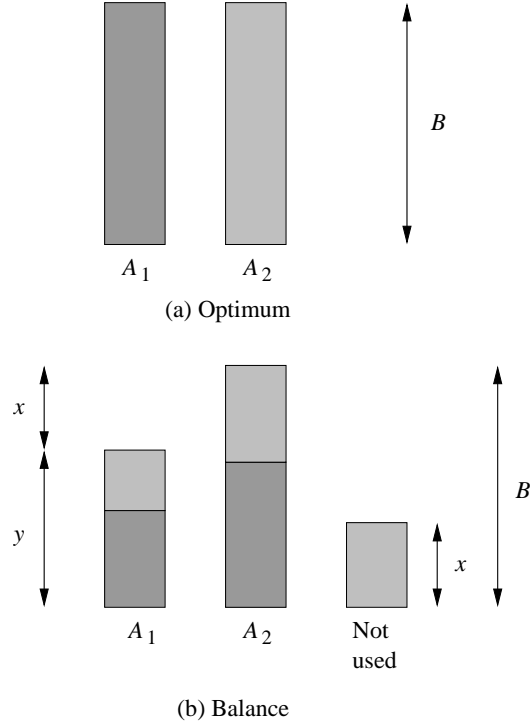 B
A1 A2
(a) Optimum
x
y
B
x
A1 A2 Not
used
(b) Balance